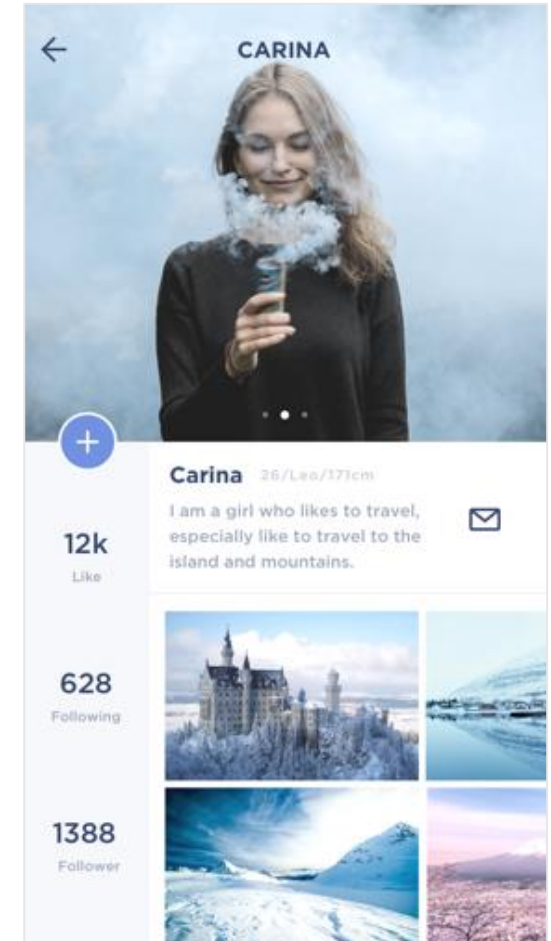 CARINA
Carina 26/Leo/171cm
I am a girl who likes to travel,
especially like to travel to the
island and mountains.
12k
Like
628
Following
1388
Follower